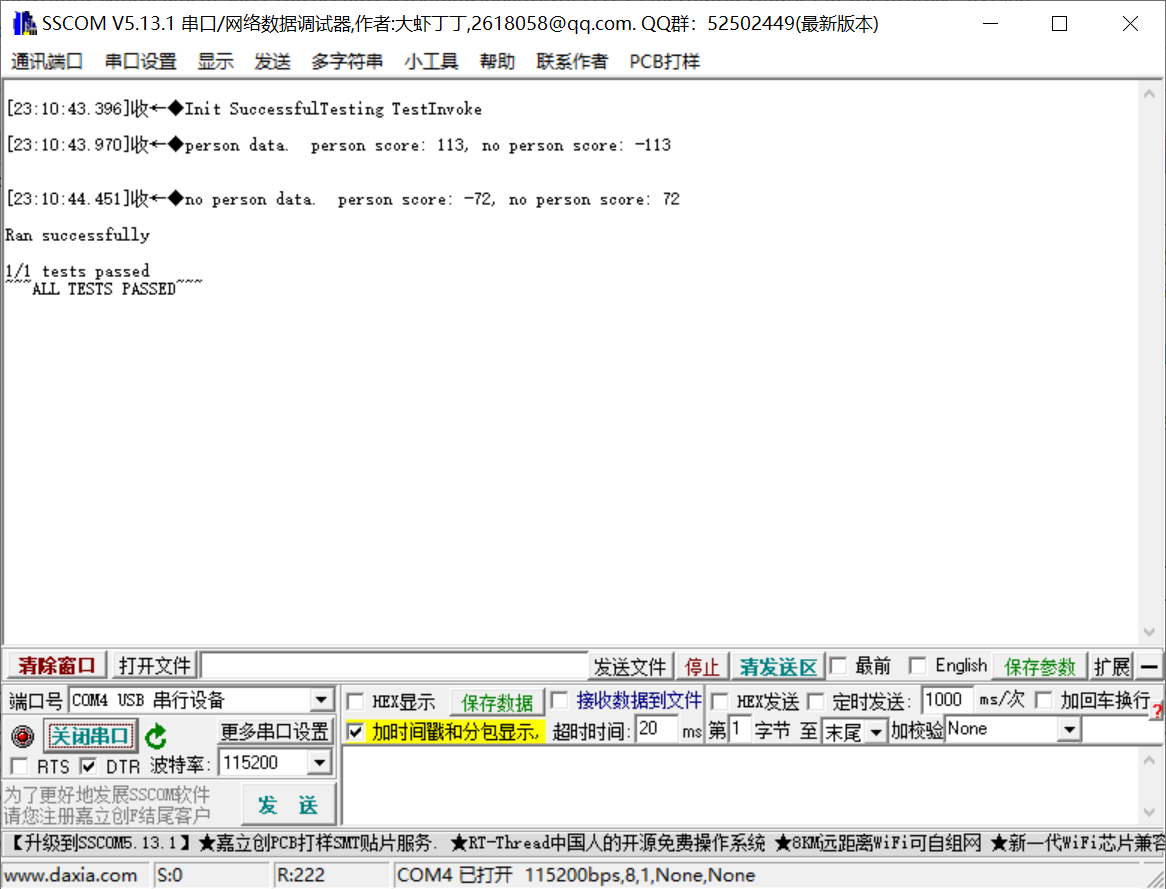 SSCOM V5.13.1 串口/网络数据调试器,作者:大虾丁丁,2618058@qq.com. QQ群：52502449(最新版本)
通讯端口 串口设置 显示 发送 多字符串 小工具 帮助 联系作者 PCB打样
[23:10:43.396]收←◆Init SuccessfulTesting TestInvoke
[23:10:43.970]收←◆person data.  person score: 113, no person score: -113
[23:10:44.451]收←◆no person data.  person score: -72, no person score: 72
Ran successfully
1/1 tests passed
~~~ALL TESTS PASSED~~~
清除窗口 打开文件 发送文件 停止 清发送区 最前 English 保存参数 扩展 —
端口号 COM4 USB 串行设备 HEX显示 保存数据 接收数据到文件 HEX发送 定时发送: 1000 ms/次 加回车换行
关闭串口 更多串口设置 加时间戳和分包显示, 超时时间: 20 ms 第 1 字节 至 末尾 加校验 None ?
RTS DTR 波特率: 115200
为了更好地发展SSCOM软件
请您注册嘉立创F结尾客户
发 送
【升级到SSCOM5.13.1】★嘉立创PCB打样SMT贴片服务. ★RT-Thread中国人的开源免费操作系统 ★8KM远距离WiFi可自组网 ★新一代WiFi芯片兼容
www.daxia.com S:0 R:222 COM4 已打开 115200bps,8,1,None,None